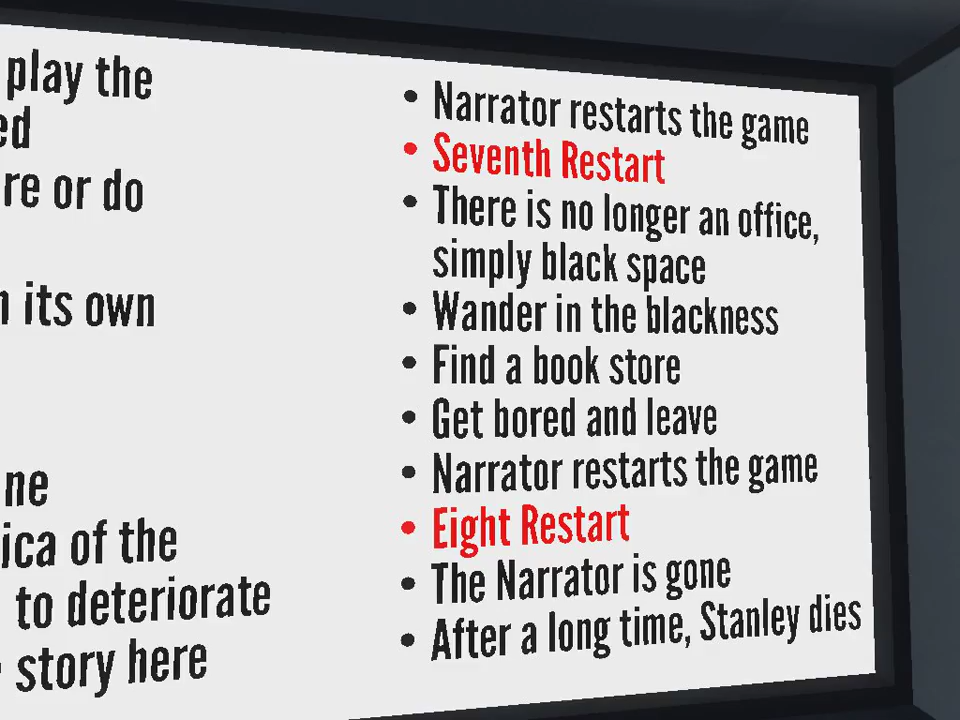 play the
ed
re or do
n its own
ne
ica of the
to deteriorate
story here
• Narrator restarts the game
• Seventh Restart
• There is no longer an office,
simply black space
• Wander in the blackness
• Find a book store
• Get bored and leave
• Narrator restarts the game
• Eight Restart
• The Narrator is gone
• After a long time, Stanley dies